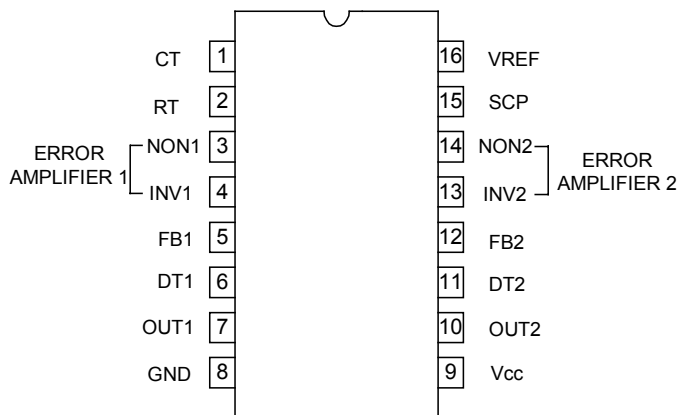 CT 1 16 VREF
RT 2 15 SCP
NON1 3 14 NON2
ERROR AMPLIFIER 1
ERROR AMPLIFIER 2
INV1 4 13 INV2
FB1 5 12 FB2
DT1 6 11 DT2
OUT1 7 10 OUT2
GND 8 9 Vcc